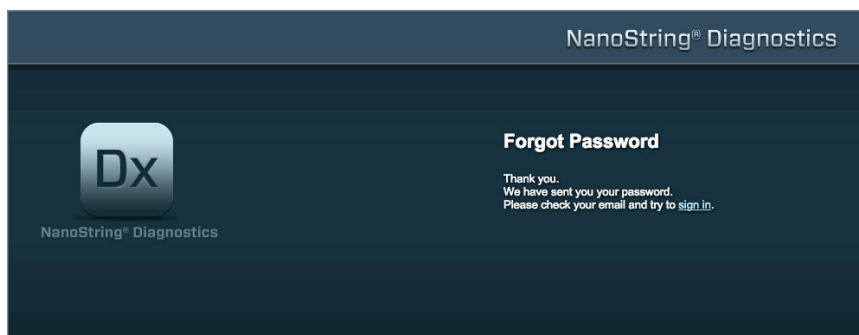 NanoString® Diagnostics
Dx
NanoString® Diagnostics
Forgot Password
Thank you.
We have sent you your password.
Please check your email and try to sign in.